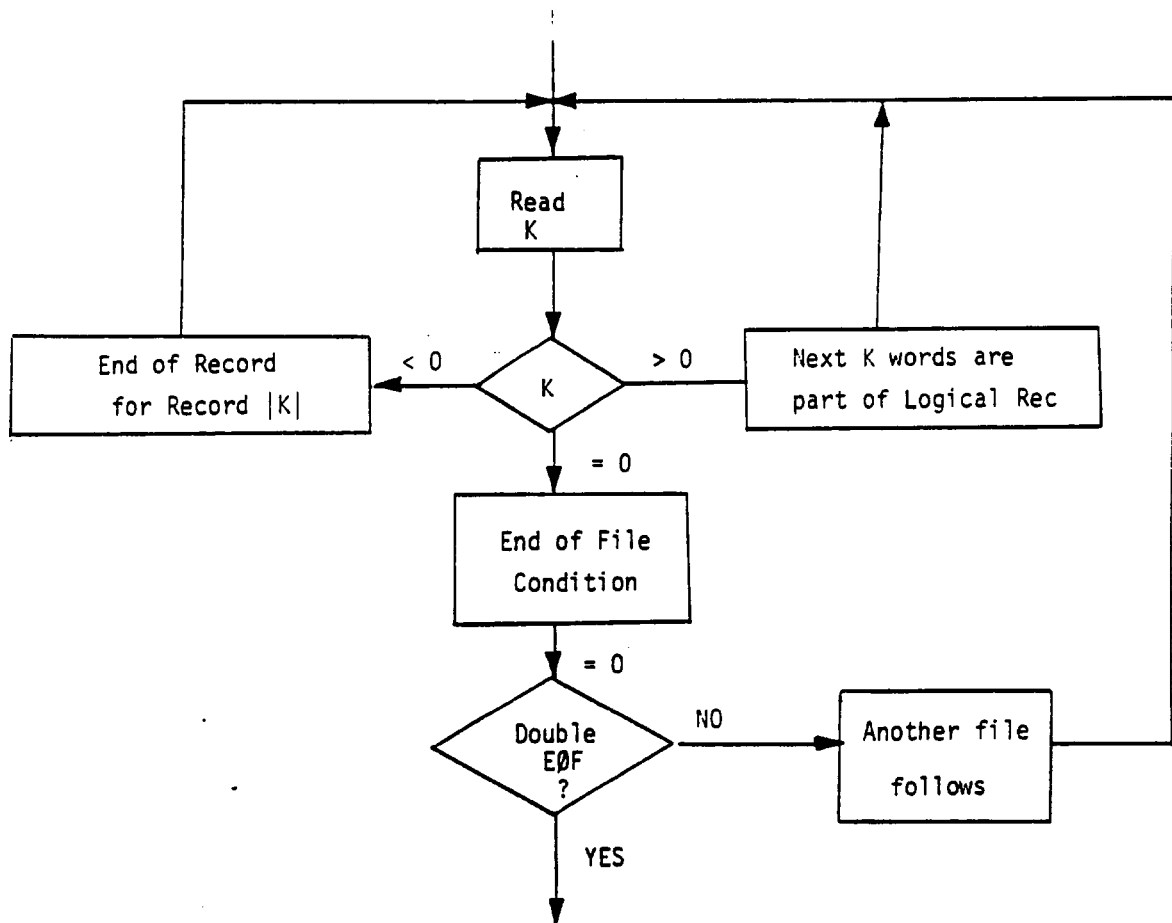 Read
K
End of Record
for Record |K|
< 0
K
> 0
Next K words are
part of Logical Rec
= 0
End of File
Condition
= 0
Double
EØF
?
NO
Another file
follows
YES